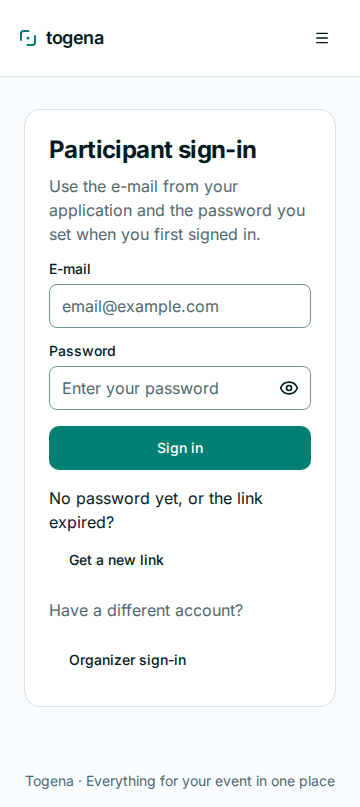 togena
Participant sign-in
Use the e-mail from your
application and the password you
set when you first signed in.
E-mail
email@example.com
Password
Enter your password
Sign in
No password yet, or the link
expired?
Get a new link
Have a different account?
Organizer sign-in
Togena · Everything for your event in one place